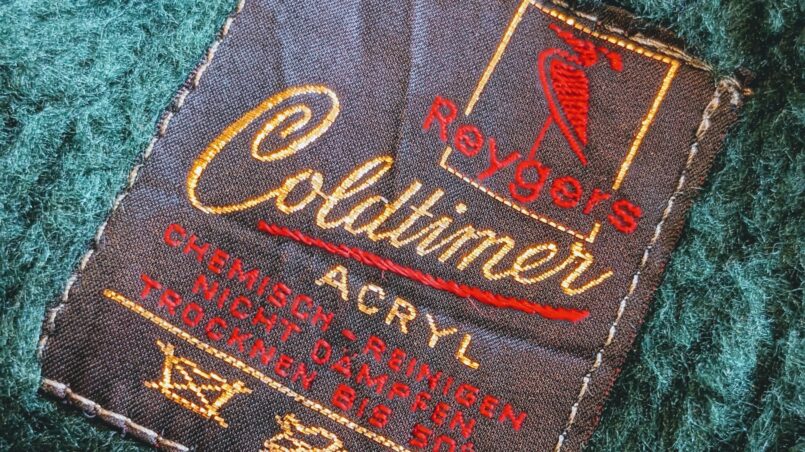 Reygers
Coldtimer
ACRYL
CHEMISCH-REINIGEN
NICHT DÄMPFEN
TROCKNEN BIS 50°